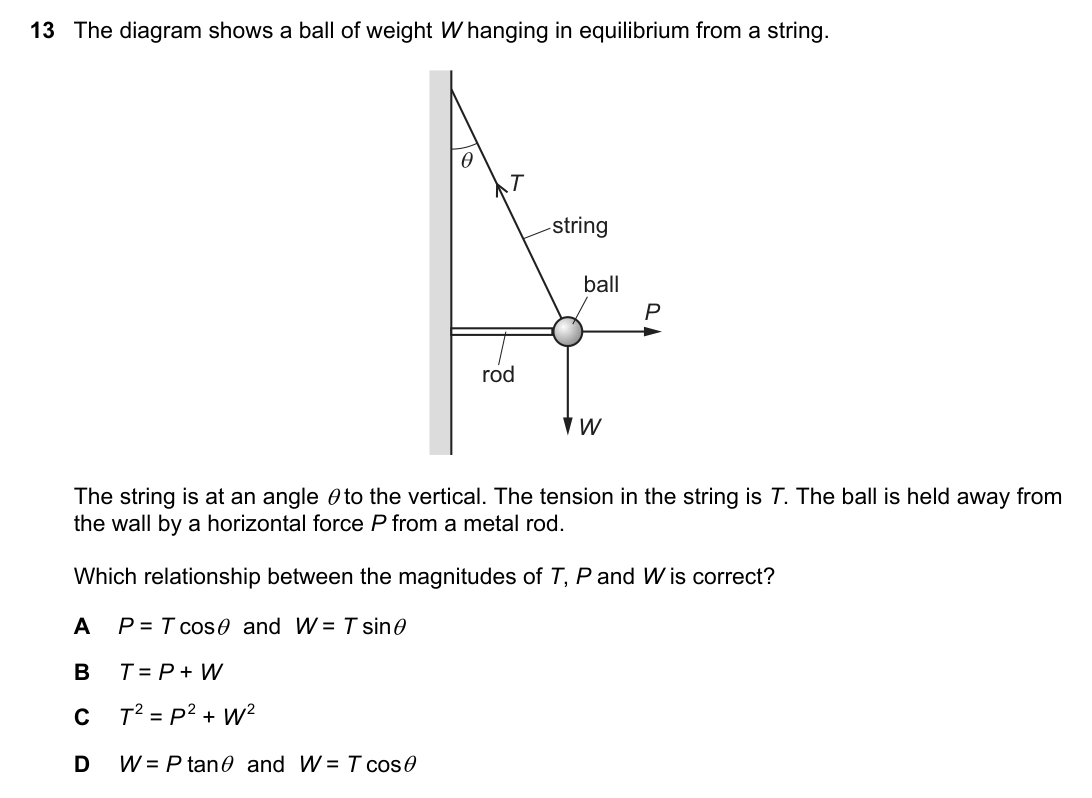 13 The diagram shows a ball of weight W hanging in equilibrium from a string.
θ
T
string
ball
P
rod
W
The string is at an angle θ to the vertical. The tension in the string is T. The ball is held away from
the wall by a horizontal force P from a metal rod.
Which relationship between the magnitudes of T, P and W is correct?
A P = T cosθ and W = T sinθ
B T = P + W
C T² = P² + W²
D W = P tanθ and W = T cosθ